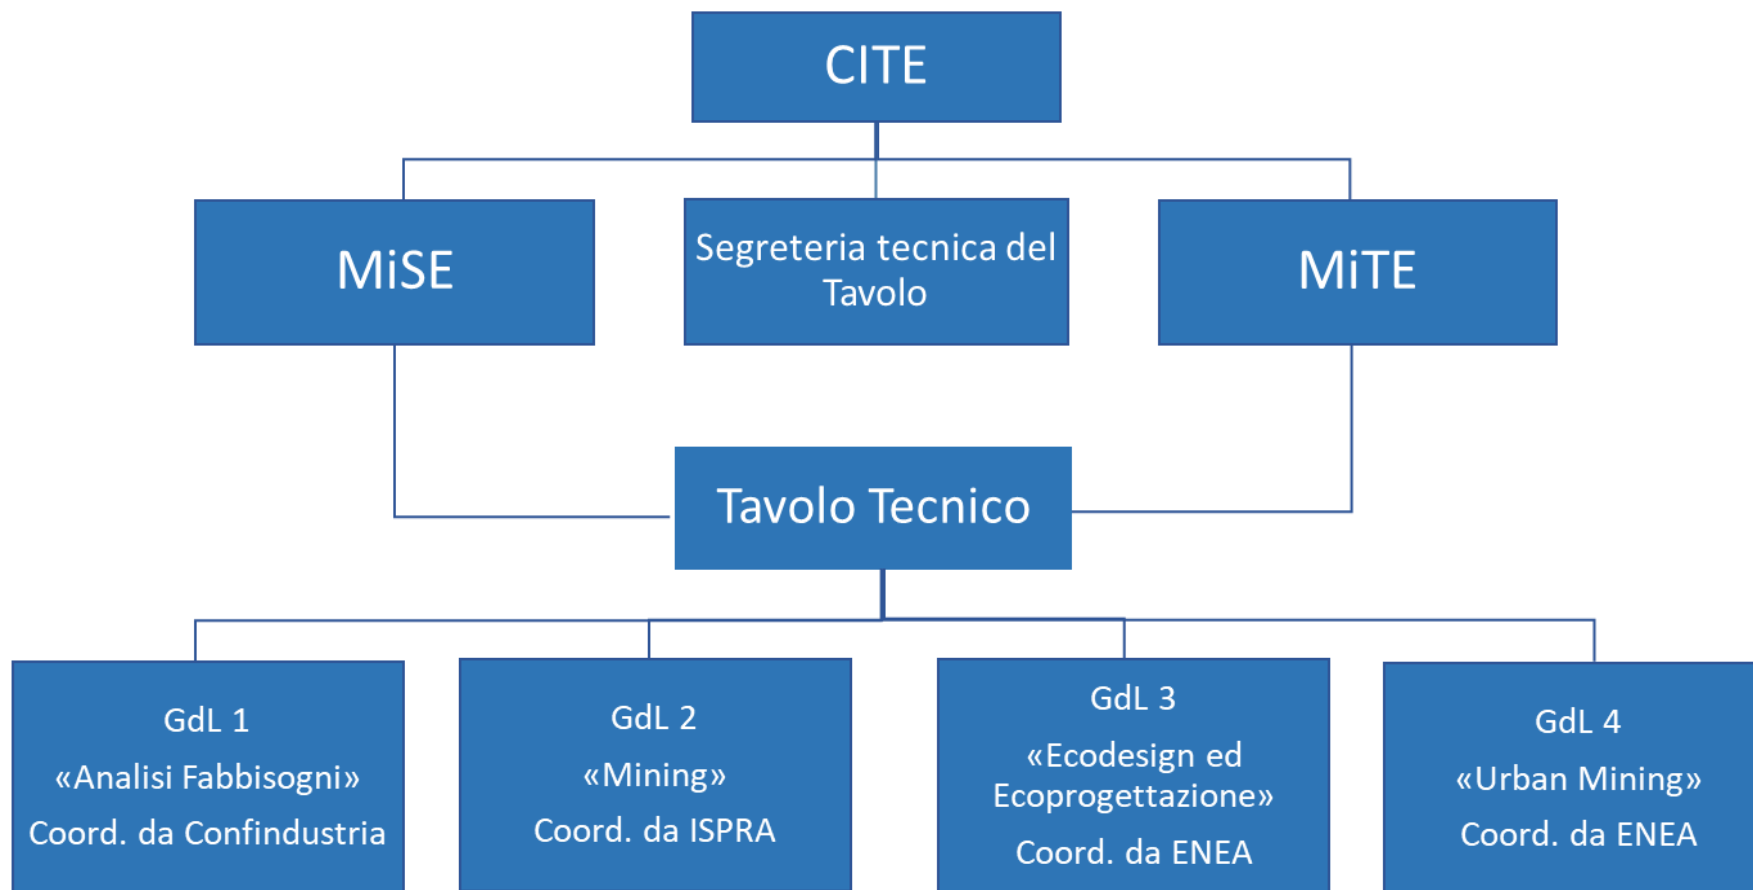 CITE
MiSE
Segreteria tecnica del
Tavolo
MiTE
Tavolo Tecnico
GdL 1
«Analisi Fabbisogni»
Coord. da Confindustria
GdL 2
«Mining»
Coord. da ISPRA
GdL 3
«Ecodesign ed
Ecoprogettazione»
Coord. da ENEA
GdL 4
«Urban Mining»
Coord. da ENEA